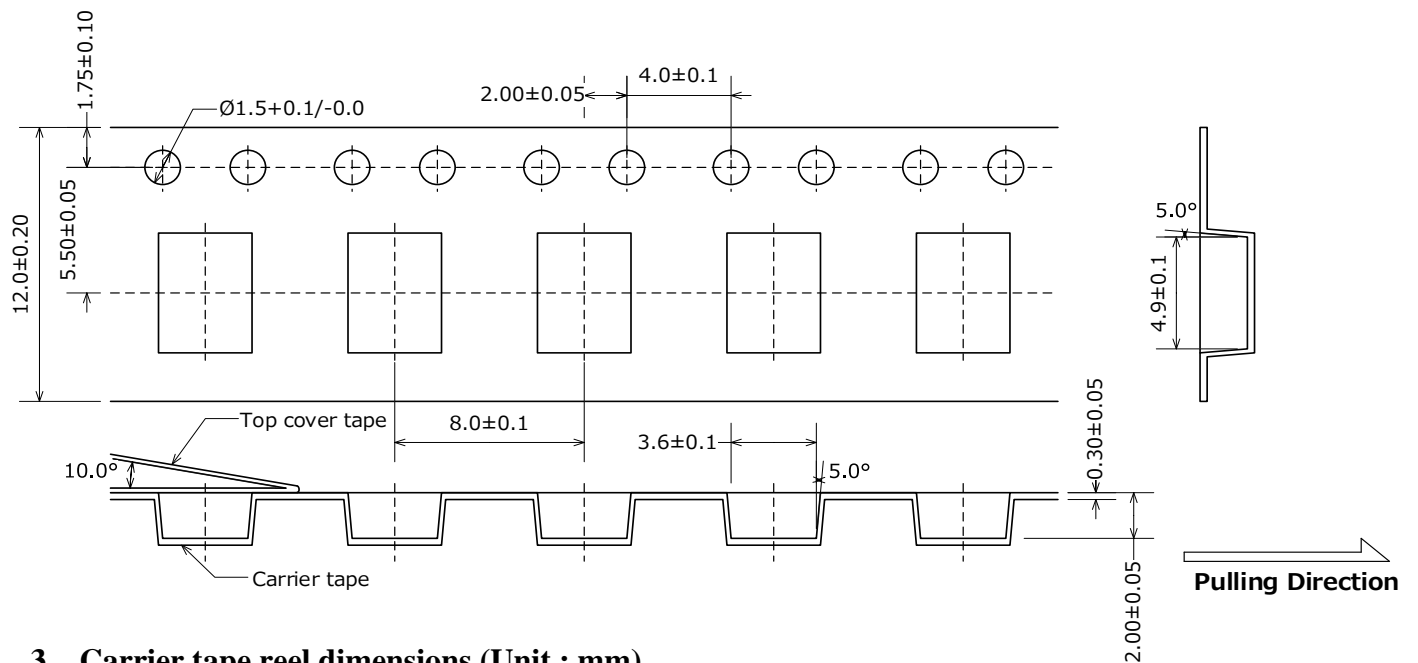 1.75±0.10
4.0±0.1
2.00±0.05
Ø1.5+0.1/-0.0
12.0±0.20
5.50±0.05
5.0°
4.9±0.1
Top cover tape
8.0±0.1
3.6±0.1
0.30±0.05
10.0°
5.0°
Carrier tape
2.00±0.05
Pulling Direction
3. Carrier tape reel dimensions (Unit : mm)